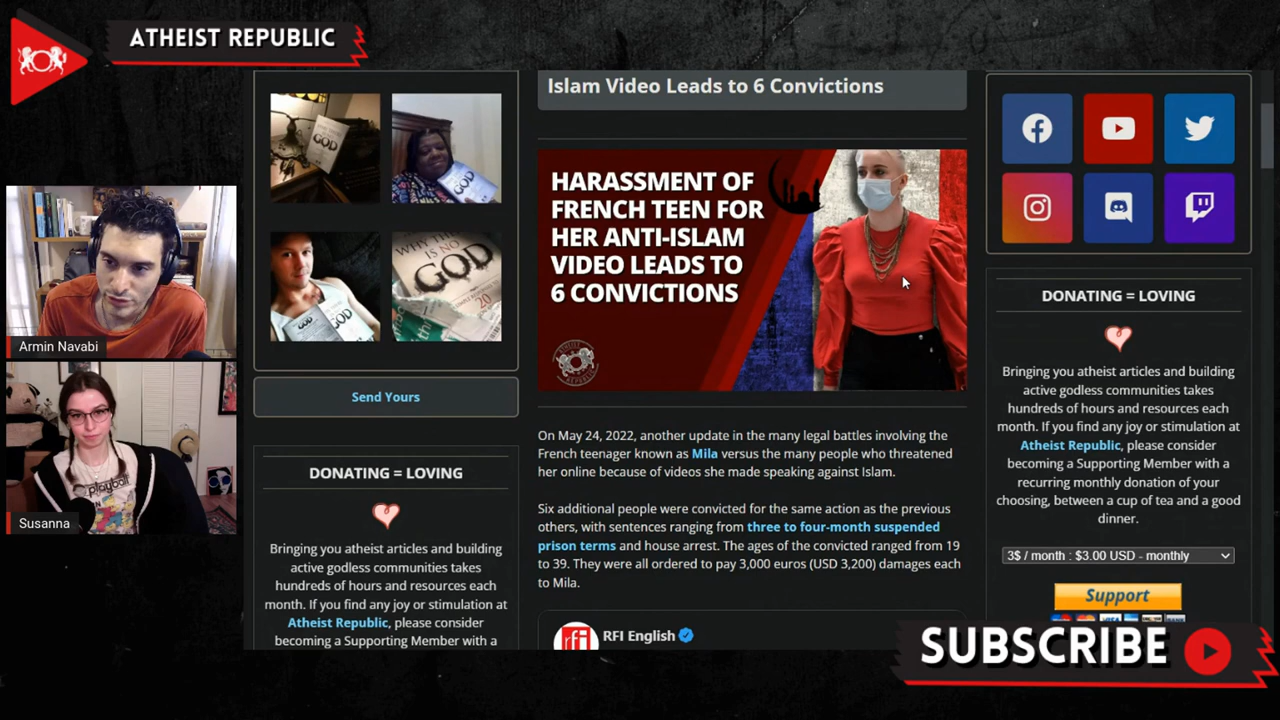 ATHEIST REPUBLIC
Armin Navabi
Susanna
GOD
GOD
GOD
WHY THERE
IS NO
GOD
20
Send Yours
DONATING = LOVING
Bringing you atheist articles and building
active godless communities takes
hundreds of hours and resources each
month. If you find any joy or stimulation at
Atheist Republic, please consider
becoming a Supporting Member with a
Islam Video Leads to 6 Convictions
HARASSMENT OF
FRENCH TEEN FOR
HER ANTI-ISLAM
VIDEO LEADS TO
6 CONVICTIONS
On May 24, 2022, another update in the many legal battles involving the
French teenager known as Mila versus the many people who threatened
her online because of videos she made speaking against Islam.
Six additional people were convicted for the same action as the previous
others, with sentences ranging from three to four-month suspended
prison terms and house arrest. The ages of the convicted ranged from 19
to 39. They were all ordered to pay 3,000 euros (USD 3,200) damages each
to Mila.
rfi
RFI English
DONATING = LOVING
Bringing you atheist articles and building
active godless communities takes
hundreds of hours and resources each
month. If you find any joy or stimulation at
Atheist Republic, please consider
becoming a Supporting Member with a
recurring monthly donation of your
choosing, between a cup of tea and a good
dinner.
3$ / month : $3.00 USD - monthly
Support
SUBSCRIBE